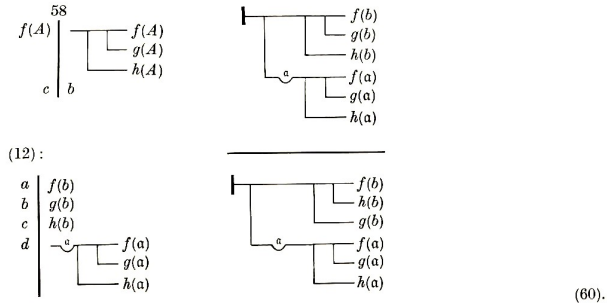 58
f(A) f(A)
g(A)
h(A)
c b
f(b)
g(b)
h(b)
a f(a)
g(a)
h(a)
(12) :
a f(b)
b g(b)
c h(b)
d a f(a)
g(a)
h(a)
f(b)
h(b)
g(b)
a f(a)
g(a)
h(a)
(60).